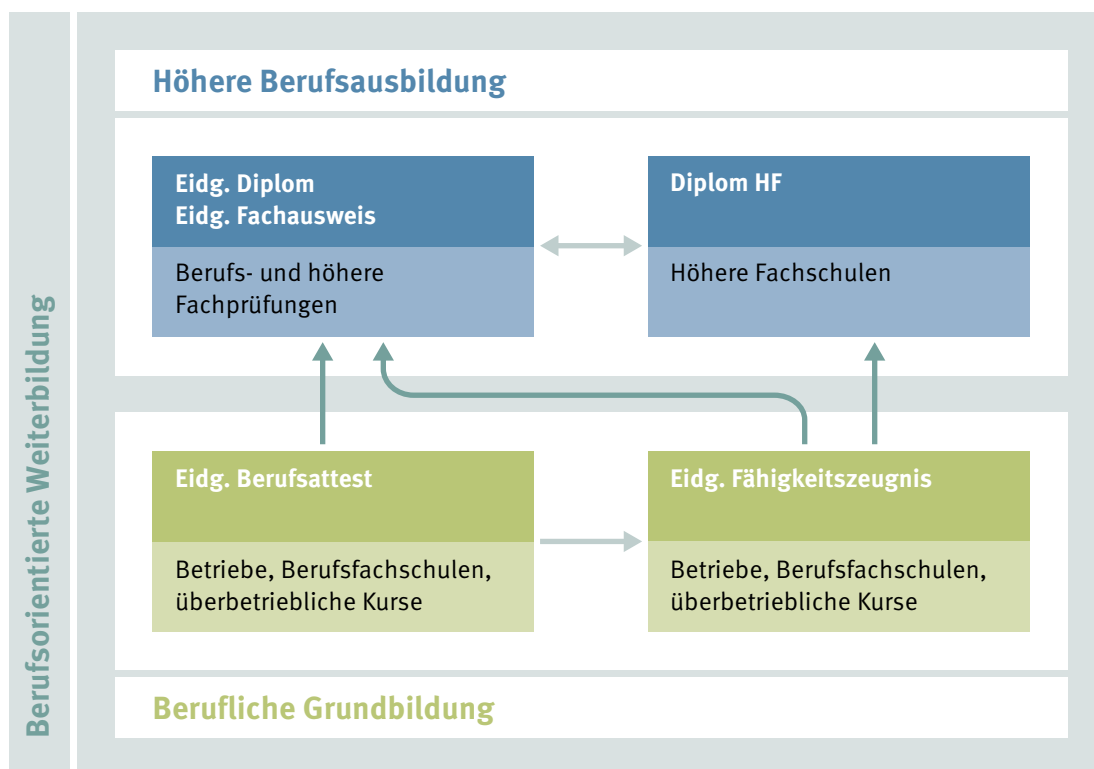 Berufsorientierte Weiterbildung
Höhere Berufsausbildung
Eidg. Diplom
Eidg. Fachausweis
Berufs- und höhere
Fachprüfungen
Diplom HF
Höhere Fachschulen
Eidg. Berufsattest
Betriebe, Berufsfachschulen,
überbetriebliche Kurse
Eidg. Fähigkeitszeugnis
Betriebe, Berufsfachschulen,
überbetriebliche Kurse
Berufliche Grundbildung